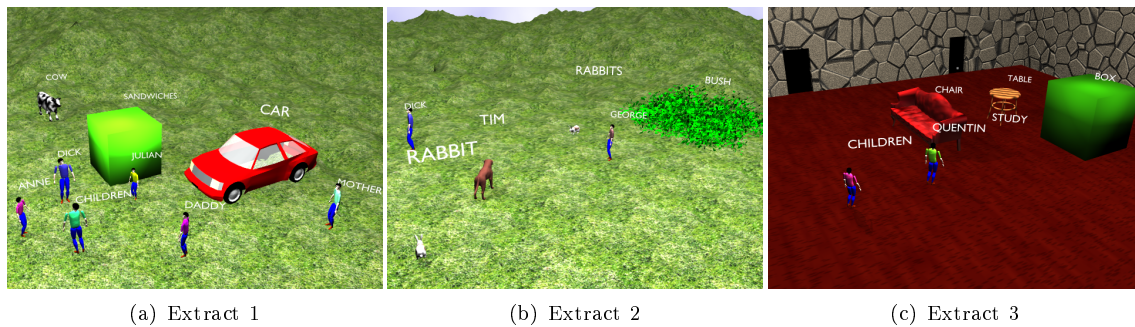 COW
SANDWICHES
CAR
DICK
JULIAN
ANNE
CHILDREN
MOTHER
DADDY
RABBITS
BUSH
DICK
TIM
GEORGE
RABBIT
TABLE
BOX
CHAIR
STUDY
QUENTIN
CHILDREN
(a) Extract 1
(b) Extract 2
(c) Extract 3